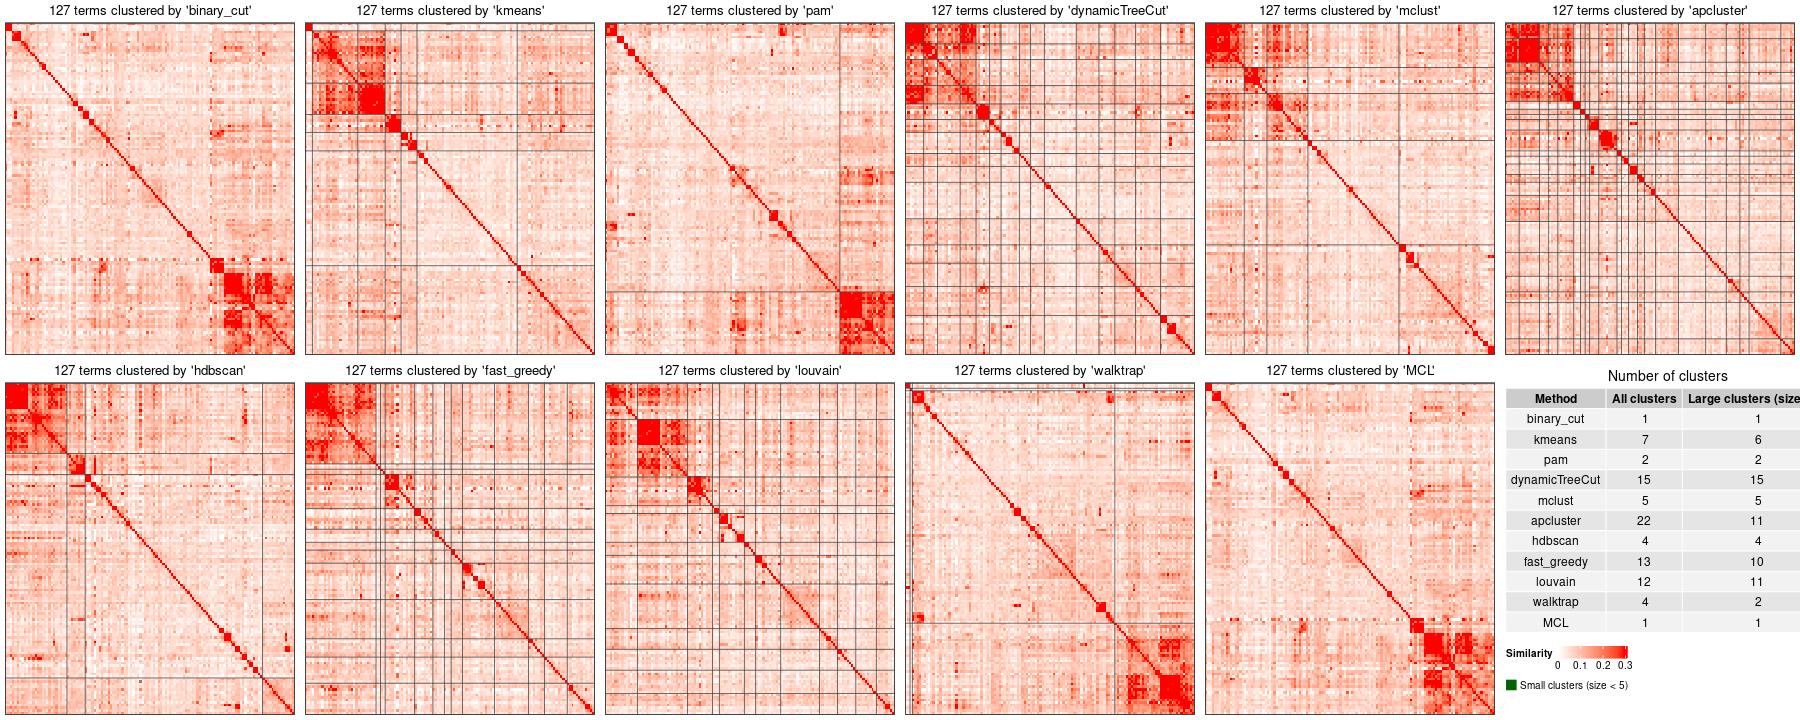 127 terms clustered by 'binary_cut'
127 terms clustered by 'kmeans'
127 terms clustered by 'pam'
127 terms clustered by 'dynamicTreeCut'
127 terms clustered by 'mclust'
127 terms clustered by 'apcluster'
127 terms clustered by 'hdbscan'
127 terms clustered by 'fast_greedy'
127 terms clustered by 'louvain'
127 terms clustered by 'walktrap'
127 terms clustered by 'MCL'
Number of clusters
Method All clusters Large clusters (size
binary_cut 1 1
kmeans 7 6
pam 2 2
dynamicTreeCut 15 15
mclust 5 5
apcluster 22 11
hdbscan 4 4
fast_greedy 13 10
louvain 12 11
walktrap 4 2
MCL 1 1
Similarity
0 0.1 0.2 0.3
Small clusters (size < 5)